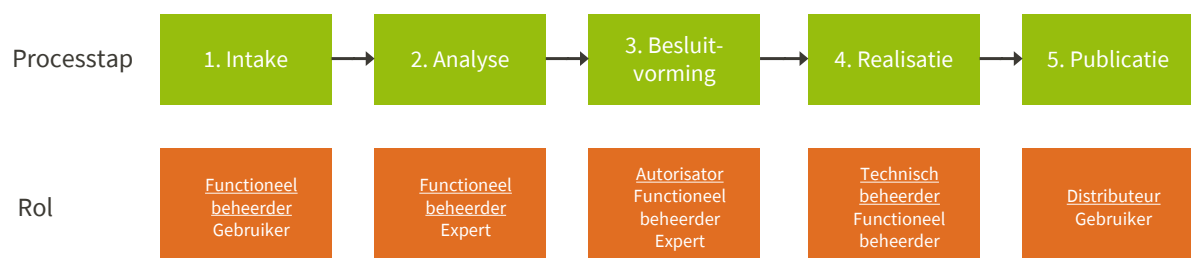 Processtap
1. Intake
2. Analyse
3. Besluit-
vorming
4. Realisatie
5. Publicatie
Rol
Functioneel
beheerder
Gebruiker
Functioneel
beheerder
Expert
Autorisator
Functioneel
beheerder
Expert
Technisch
beheerder
Functioneel
beheerder
Distributeur
Gebruiker